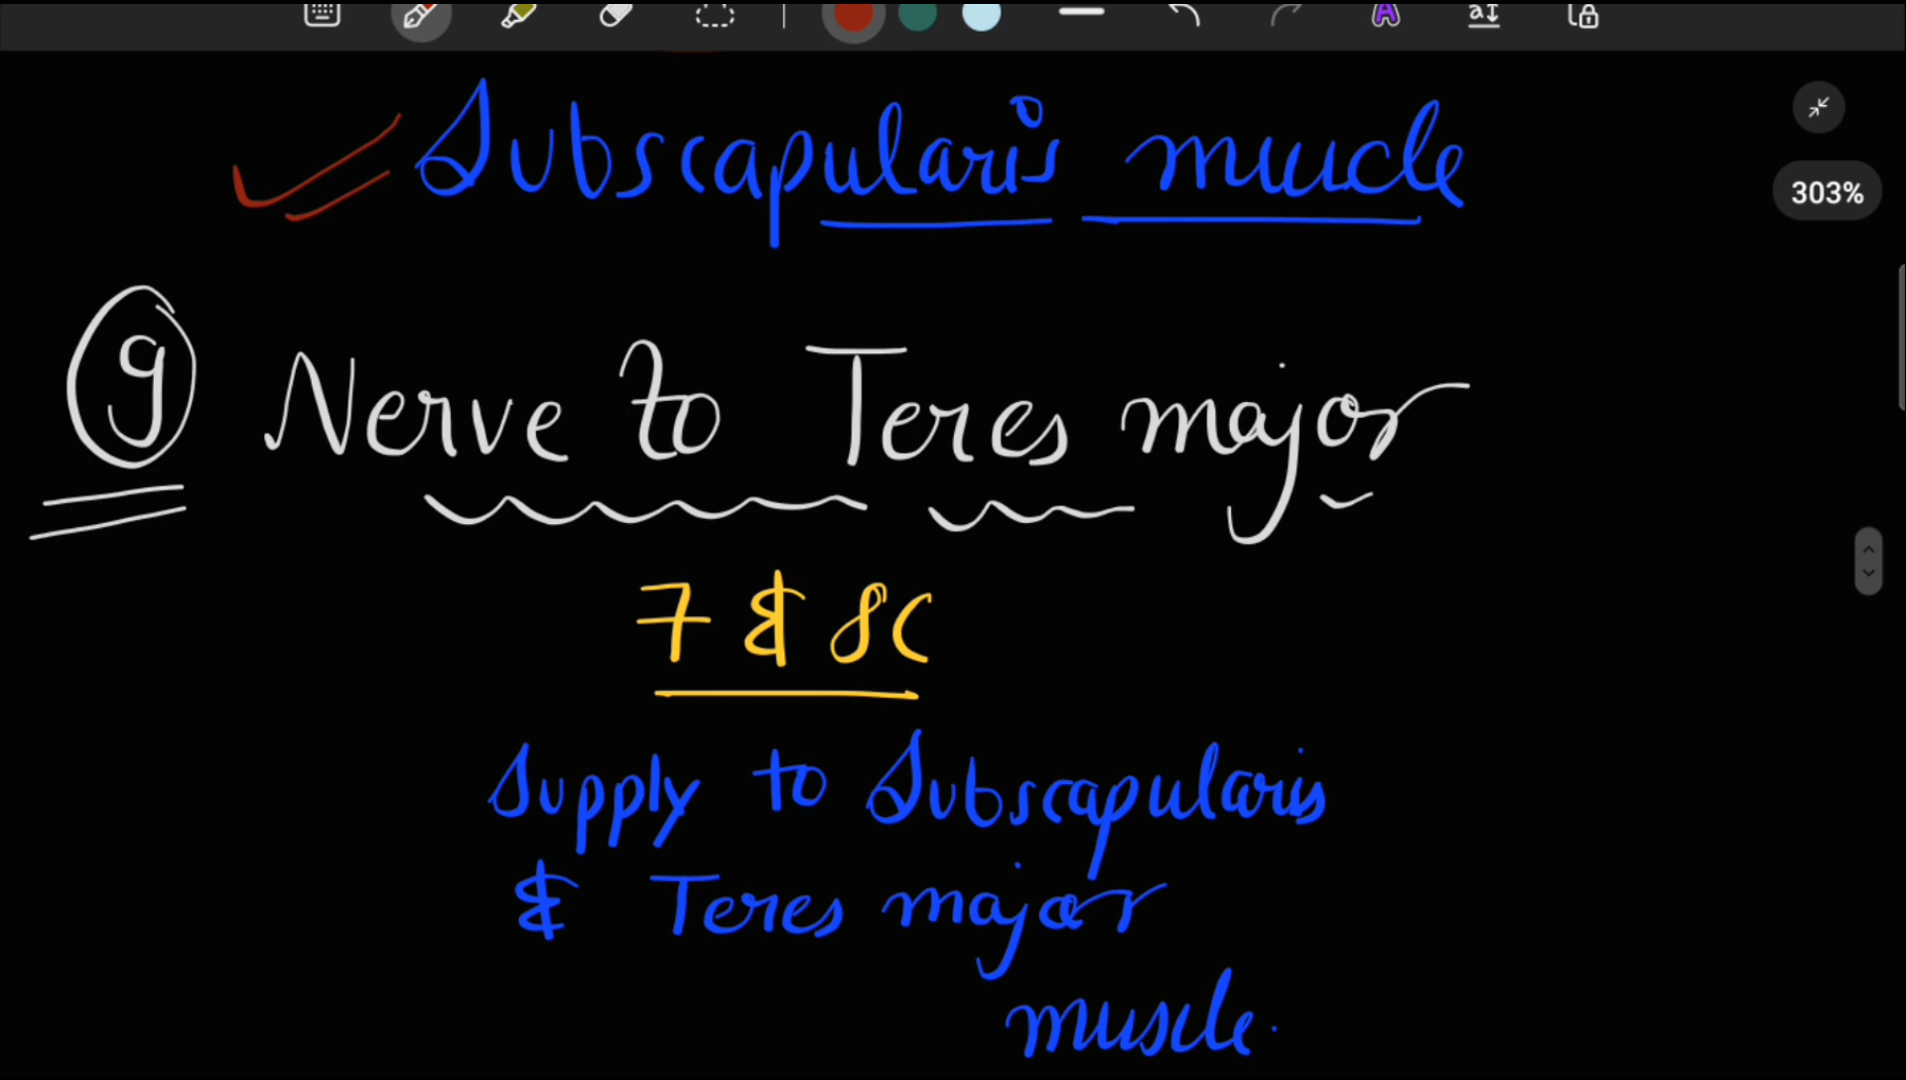 Subscapularis muscle
303%
9 Nerve to Teres major
7 & 8C
Supply to Subscapularis
& Teres major
muscle.